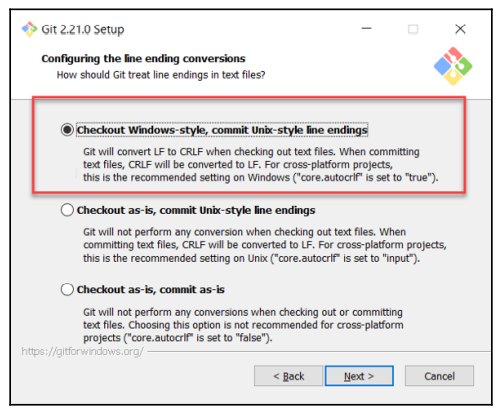 Git 2.21.0 Setup
Configuring the line ending conversions
How should Git treat line endings in text files?
Checkout Windows-style, commit Unix-style line endings
Git will convert LF to CRLF when checking out text files. When committing
text files, CRLF will be converted to LF. For cross-platform projects,
this is the recommended setting on Windows ("core.autocrlf" is set to "true").
Checkout as-is, commit Unix-style line endings
Git will not perform any conversion when checking out text files. When
committing text files, CRLF will be converted to LF. For cross-platform projects,
this is the recommended setting on Unix ("core.autocrlf" is set to "input").
Checkout as-is, commit as-is
Git will not perform any conversions when checking out or committing
text files. Choosing this option is not recommended for cross-platform
projects ("core.autocrlf" is set to "false").
https://gitforwindows.org/
< Back Next > Cancel